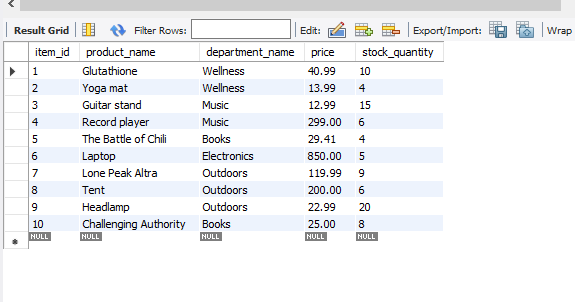 Result Grid Filter Rows: Edit: Export/Import: Wrap
item_id product_name department_name price stock_quantity
1 Glutathione Wellness 40.99 10
2 Yoga mat Wellness 13.99 4
3 Guitar stand Music 12.99 15
4 Record player Music 299.00 6
5 The Battle of Chili Books 29.41 4
6 Laptop Electronics 850.00 5
7 Lone Peak Altra Outdoors 119.99 9
8 Tent Outdoors 200.00 6
9 Headlamp Outdoors 22.99 20
10 Challenging Authority Books 25.00 8
NULL NULL NULL NULL NULL